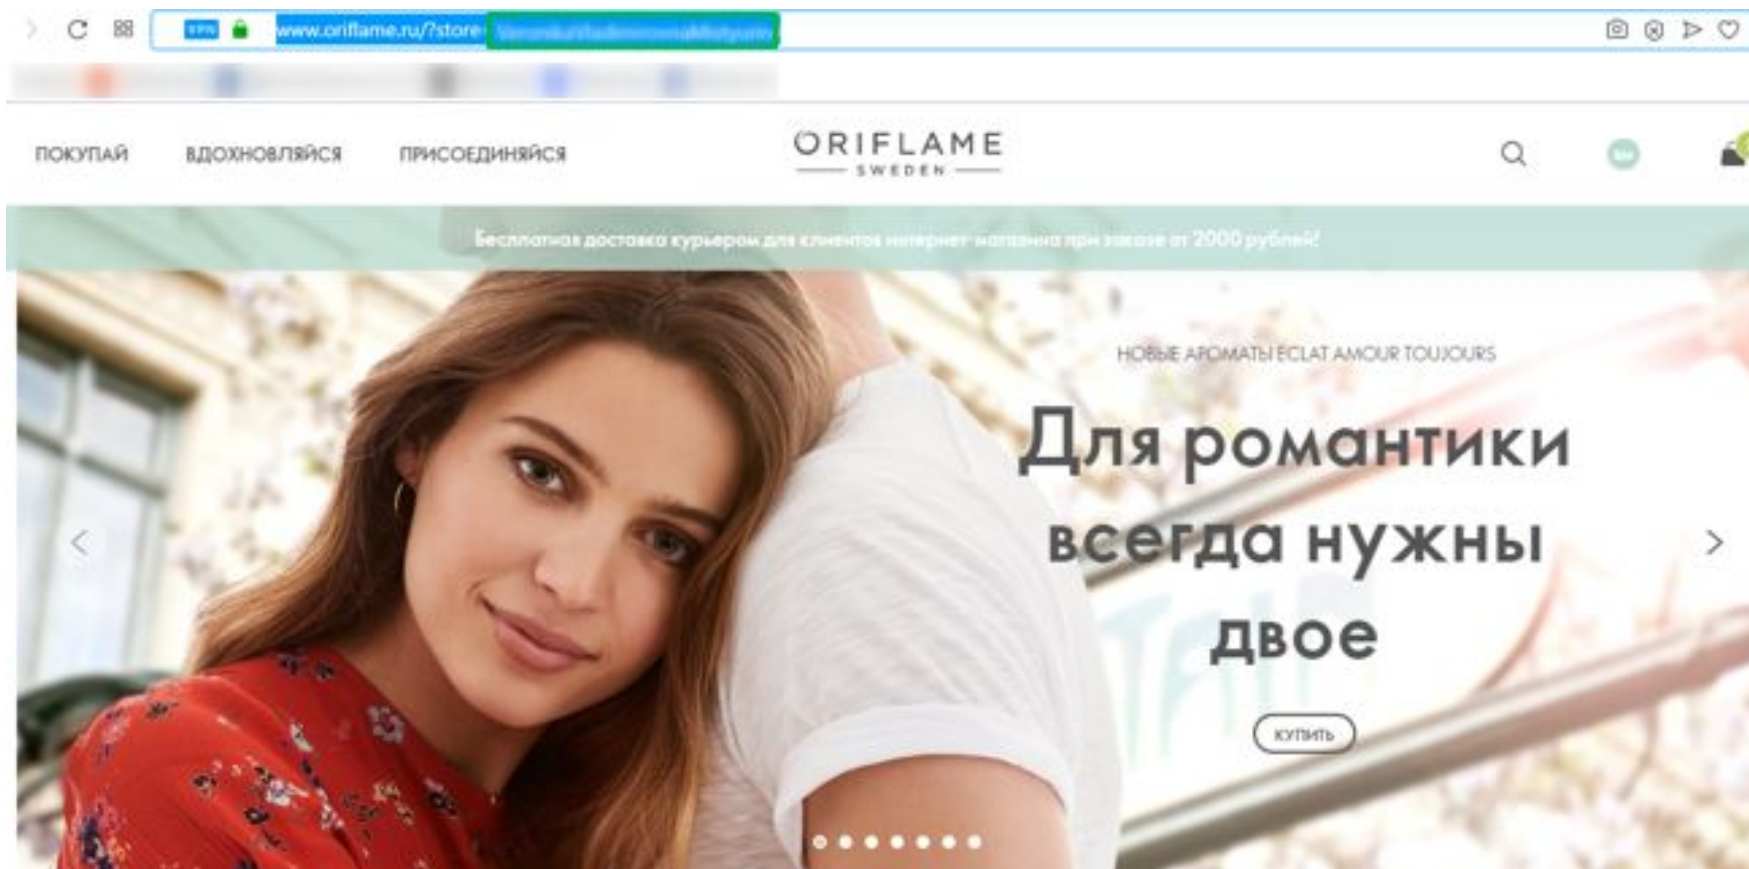 VPN www.oriflame.ru/?store=
ПОКУПАЙ ВДОХНОВЛЯЙСЯ ПРИСОЕДИНЯЙСЯ
ORIFLAME
SWEDEN
Бесплатная доставка курьером для клиентов интернет-магазина при заказе от 2000 рублей!
НОВЫЕ АРОМАТЫ ECLAT AMOUR TOUJOURS
Для романтики
всегда нужны
двое
КУПИТЬ